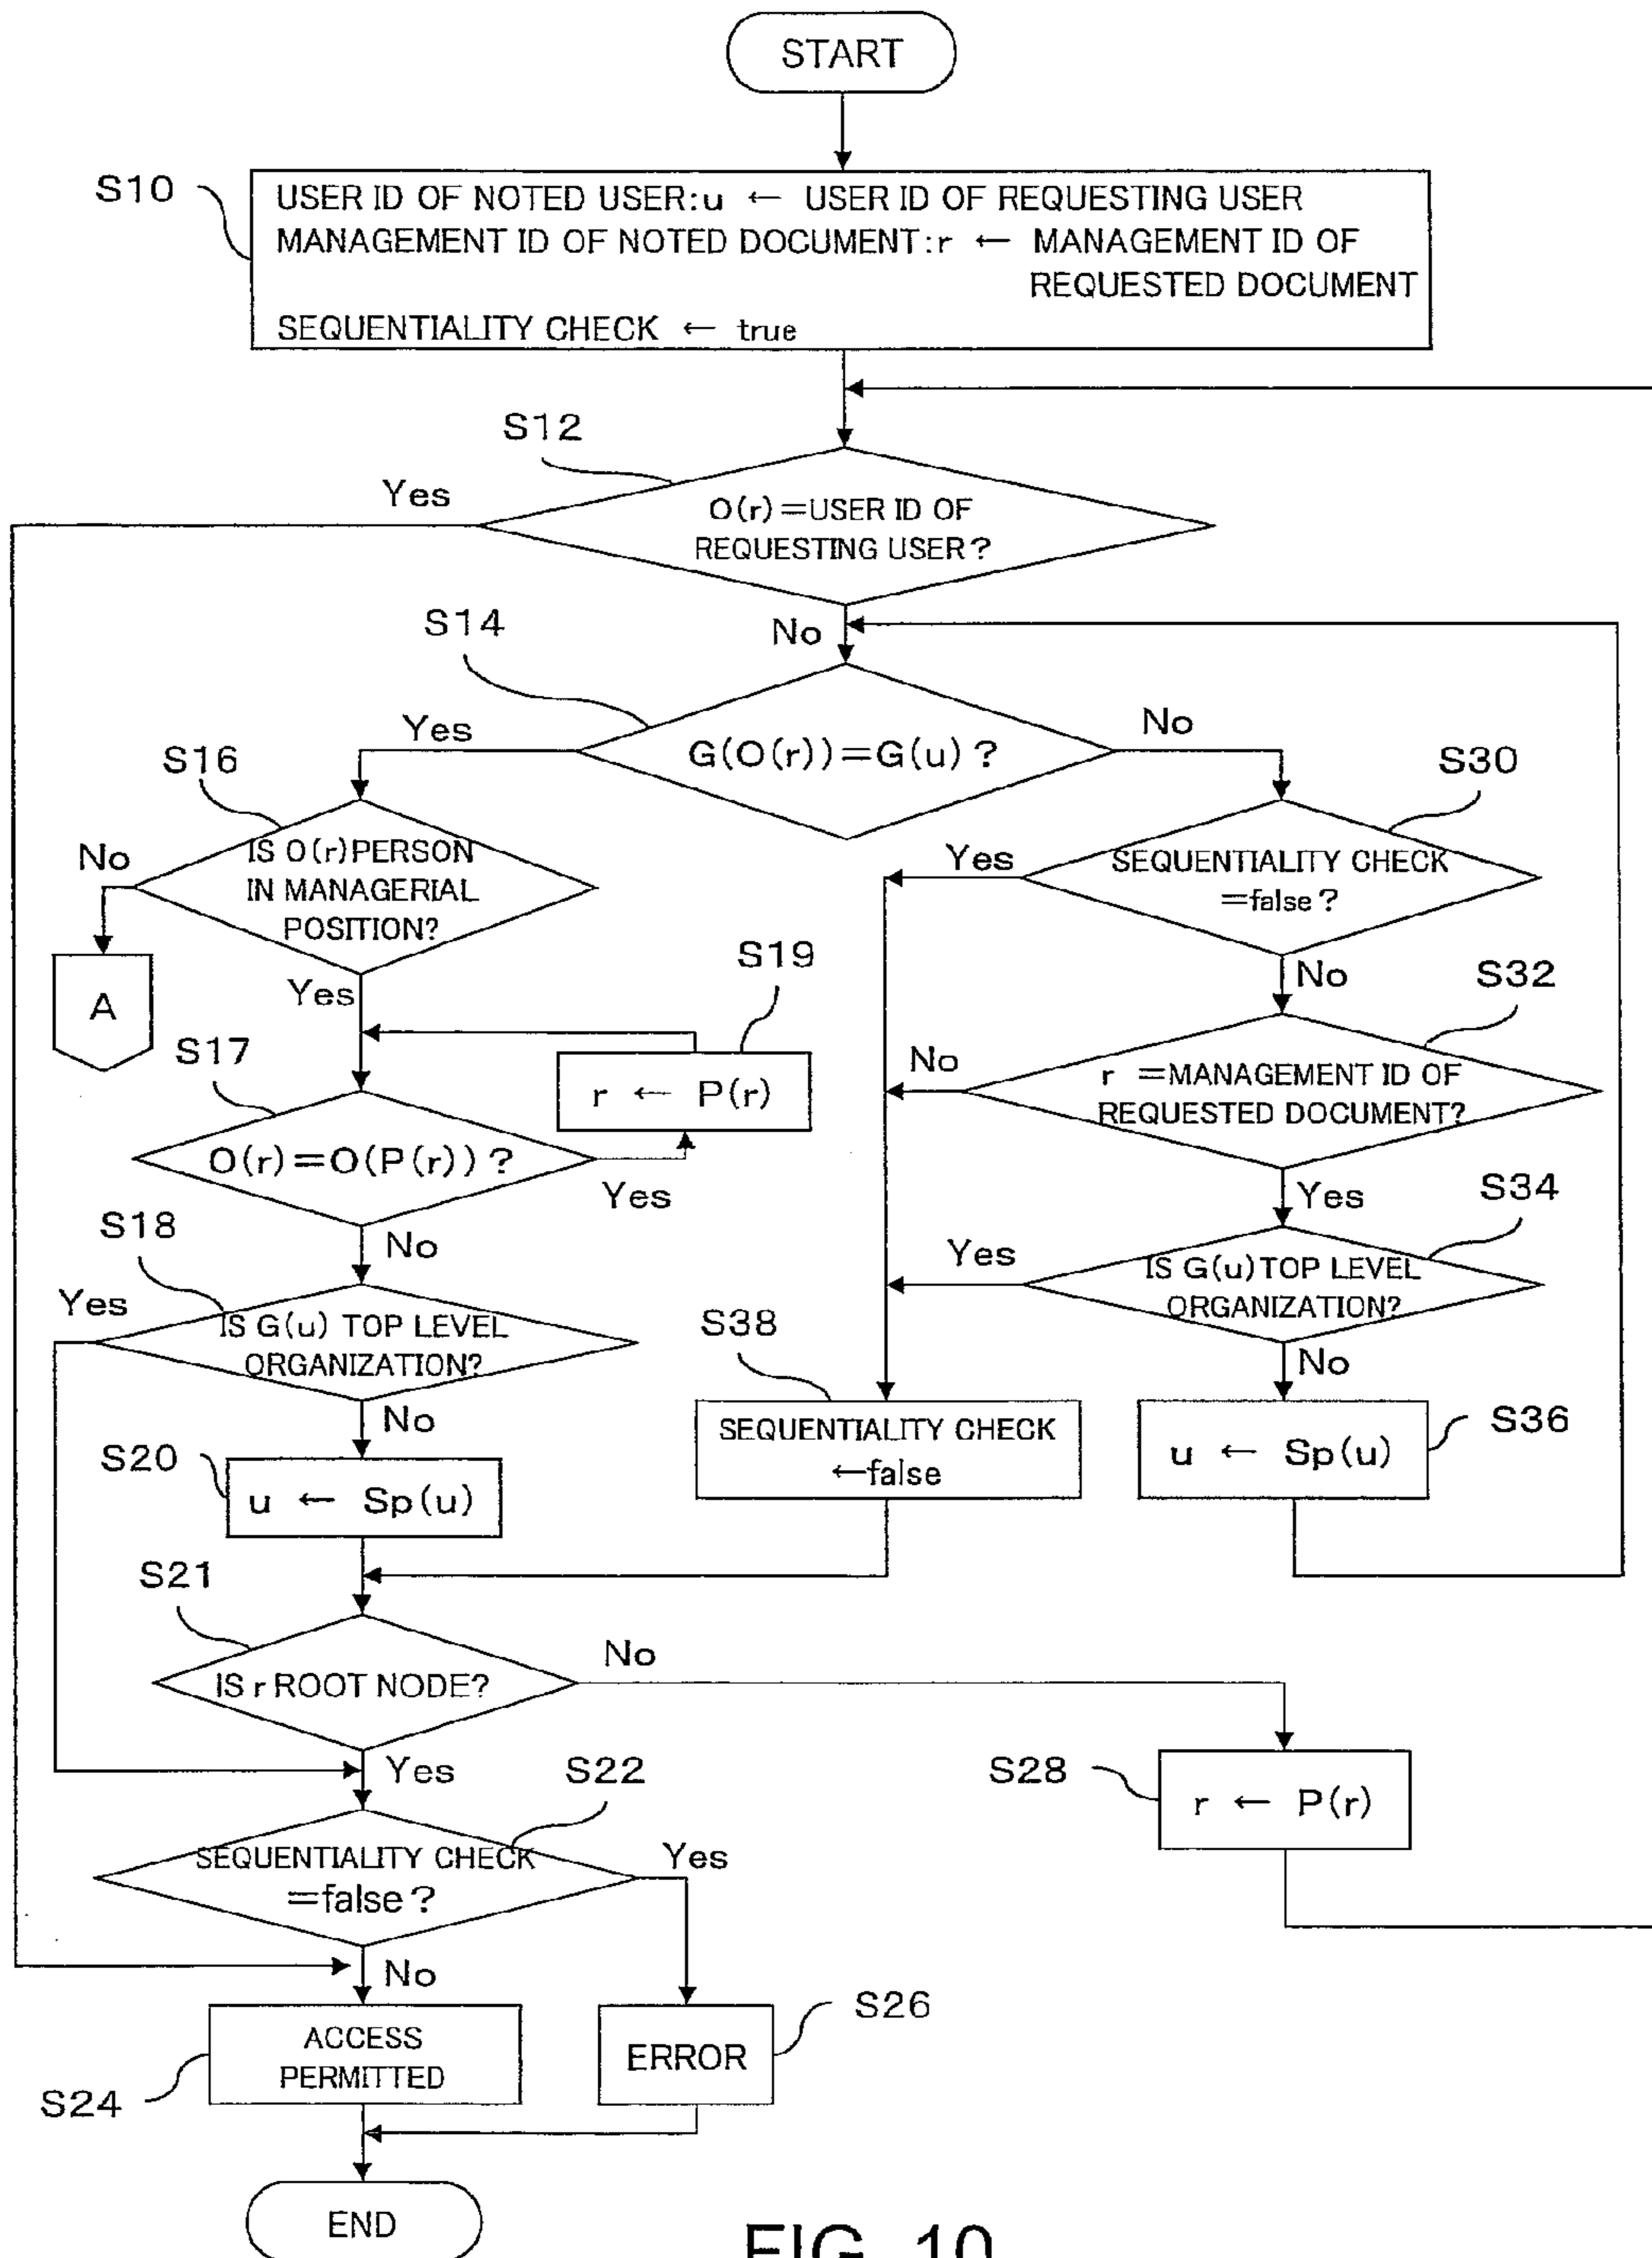 START
S10
USER ID OF NOTED USER:u ← USER ID OF REQUESTING USER
MANAGEMENT ID OF NOTED DOCUMENT:r ← MANAGEMENT ID OF
REQUESTED DOCUMENT
SEQUENTIALITY CHECK ← true
S12
Yes
O(r)=USER ID OF
REQUESTING USER?
No
S14
Yes
G(O(r))=G(u)?
No
S16
No
IS O(r)PERSON
IN MANAGERIAL
POSITION?
Yes
A
S30
Yes
SEQUENTIALITY CHECK
=false?
No
S19
r ← P(r)
S17
O(r)=O(P(r))?
Yes
No
S32
No
r =MANAGEMENT ID OF
REQUESTED DOCUMENT?
Yes
S34
Yes
IS G(u)TOP LEVEL
ORGANIZATION?
No
S18
Yes
IS G(u) TOP LEVEL
ORGANIZATION?
No
S38
SEQUENTIALITY CHECK
←false
S36
u ← Sp(u)
S20
u ← Sp(u)
S21
IS r ROOT NODE?
No
Yes
S28
r ← P(r)
S22
SEQUENTIALITY CHECK
=false?
Yes
No
S24
ACCESS
PERMITTED
S26
ERROR
END
FIG. 10